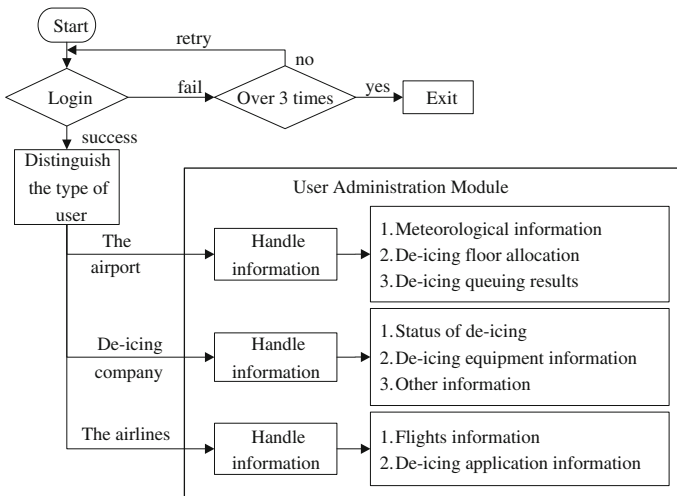 Start
retry
no
Login
fail
Over 3 times
yes
Exit
success
Distinguish
the type of
user
User Administration Module
The
airport
Handle
information
1.Meteorological information
2.De-icing floor allocation
3.De-icing queuing results
De-icing
company
Handle
information
1.Status of de-icing
2.De-icing equipment information
3.Other information
The airlines
Handle
information
1.Flights information
2.De-icing application information